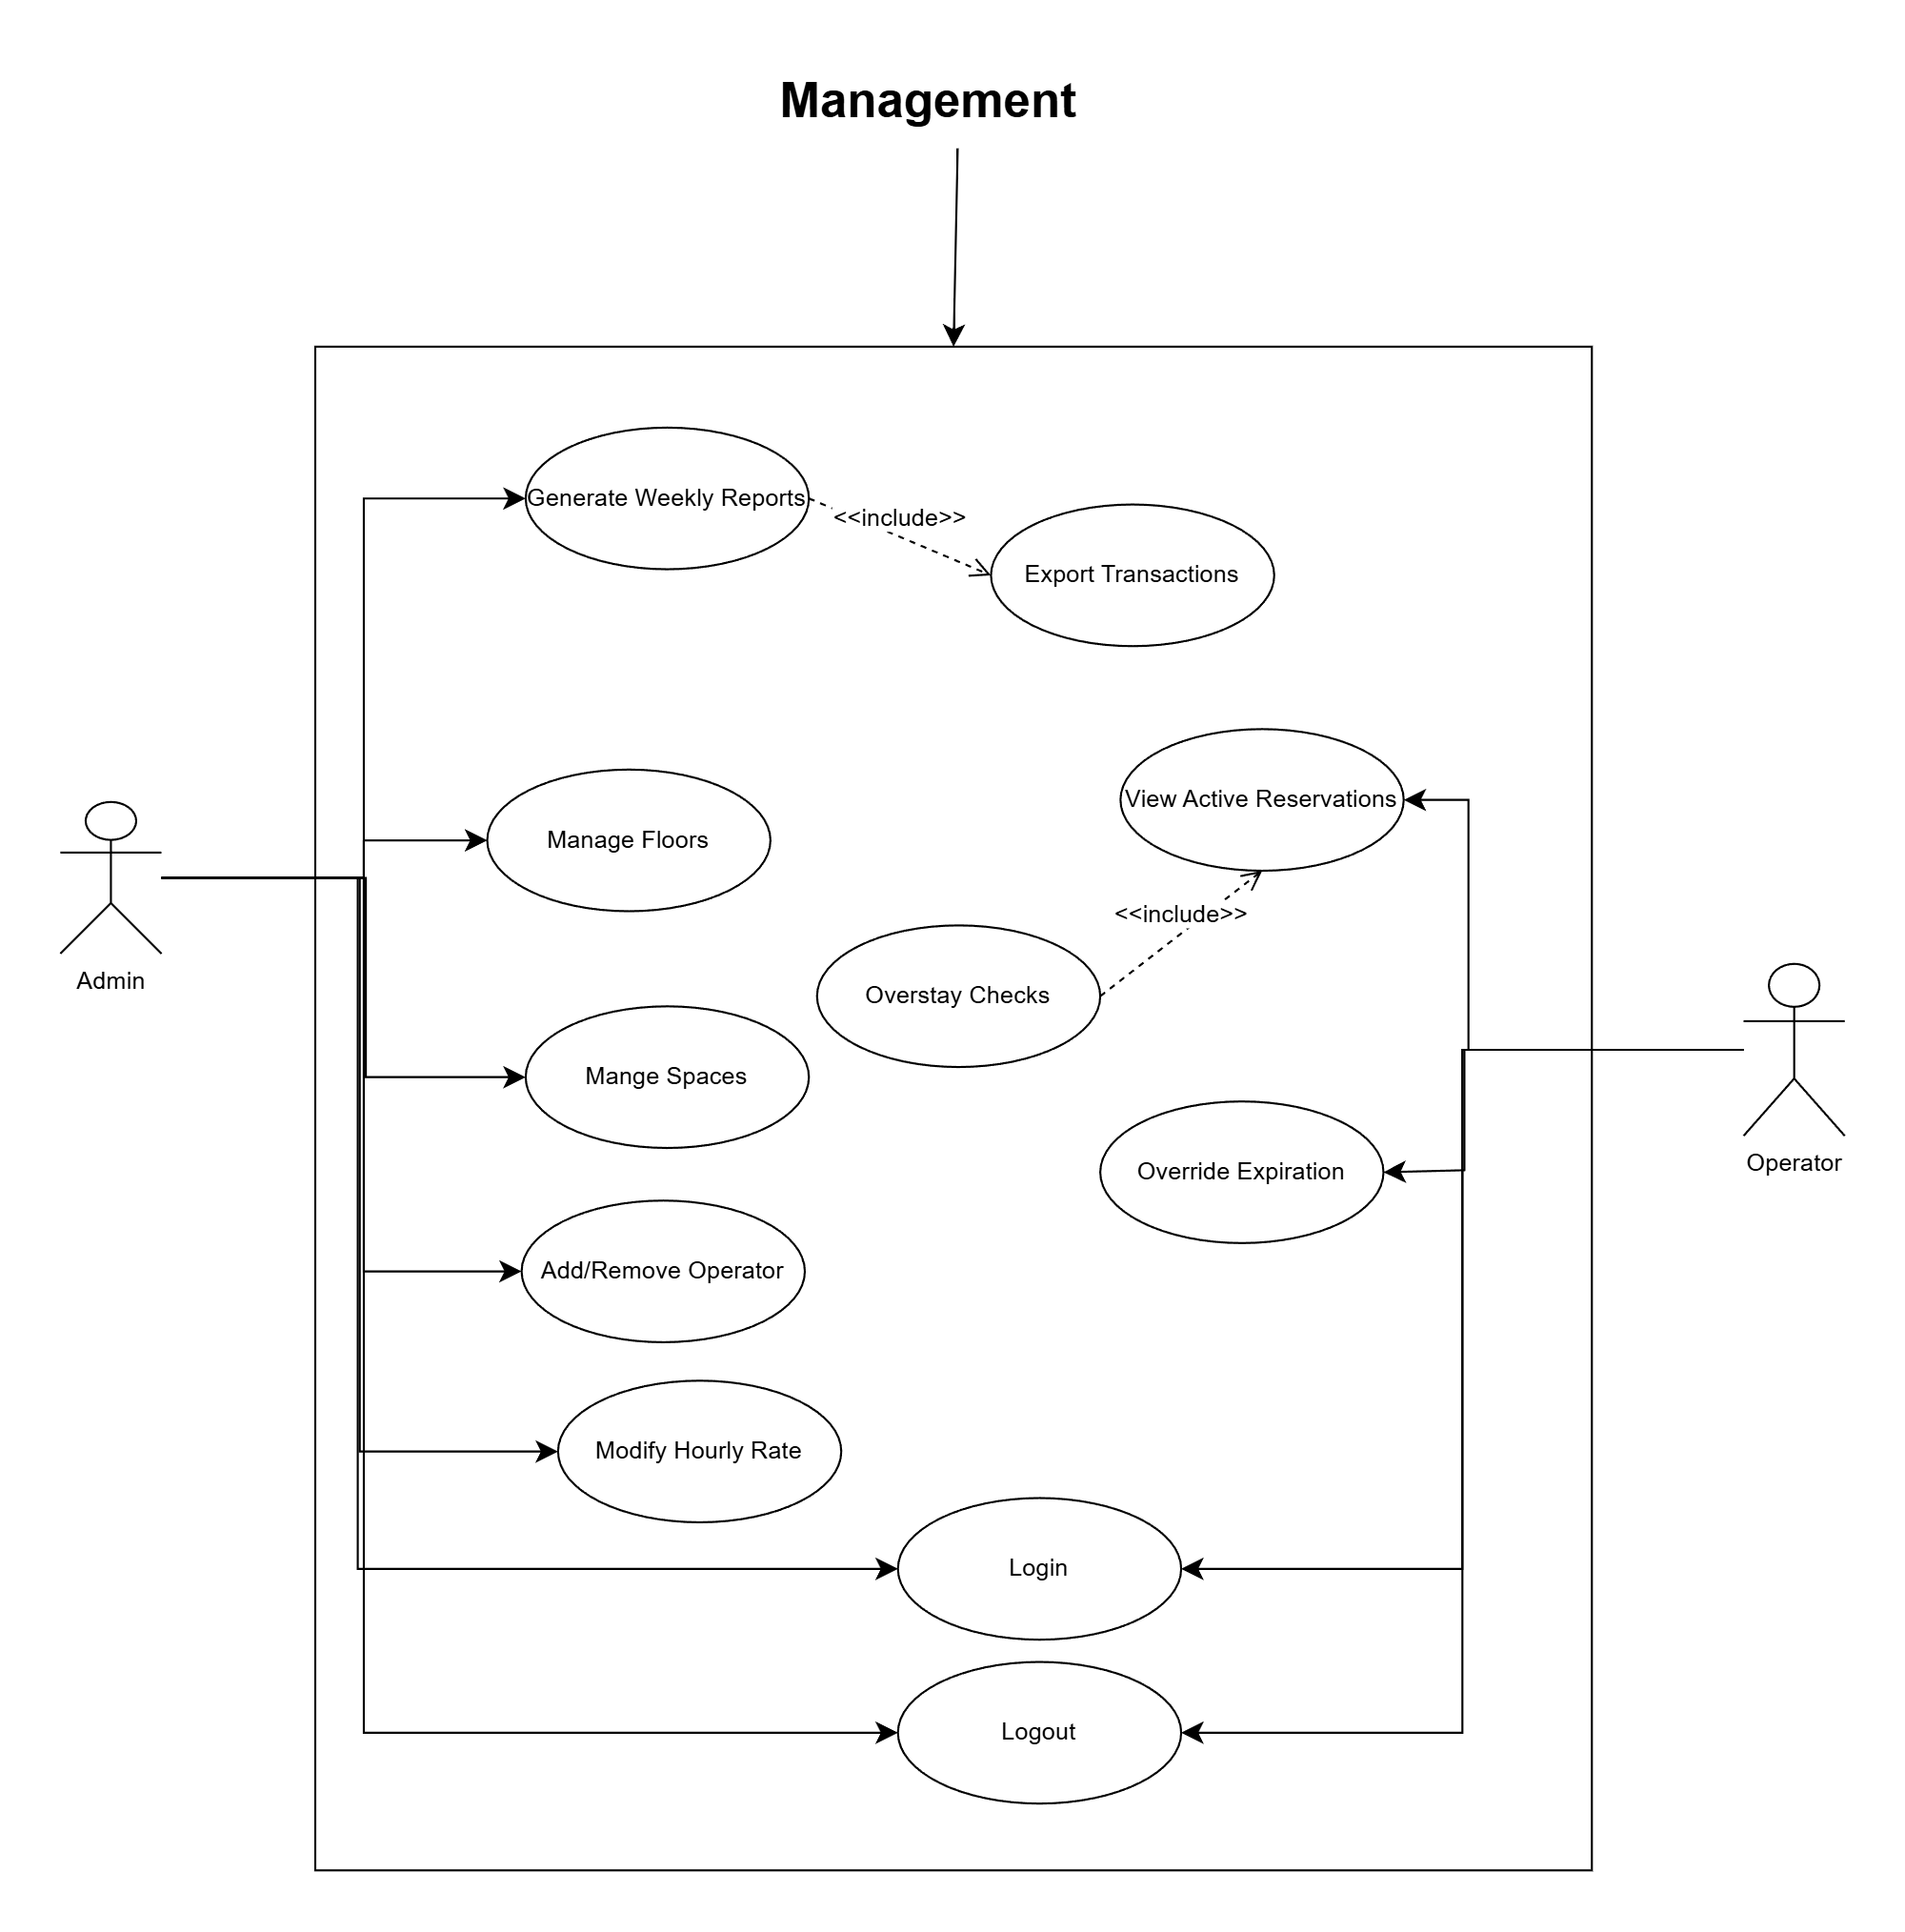 Management
Generate Weekly Reports
<<include>>
Export Transactions
View Active Reservations
Manage Floors
<<include>>
Admin
Overstay Checks
Mange Spaces
Operator
Override Expiration
Add/Remove Operator
Modify Hourly Rate
Login
Logout